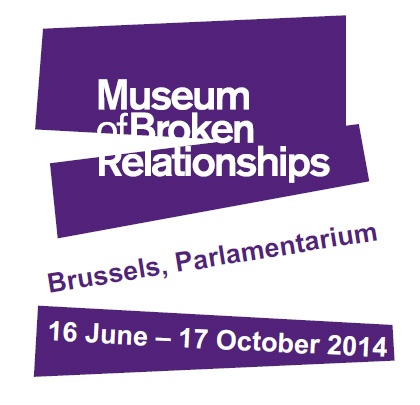 Museum
of Broken
Relationships
Brussels, Parlamentarium
16 June – 17 October 2014